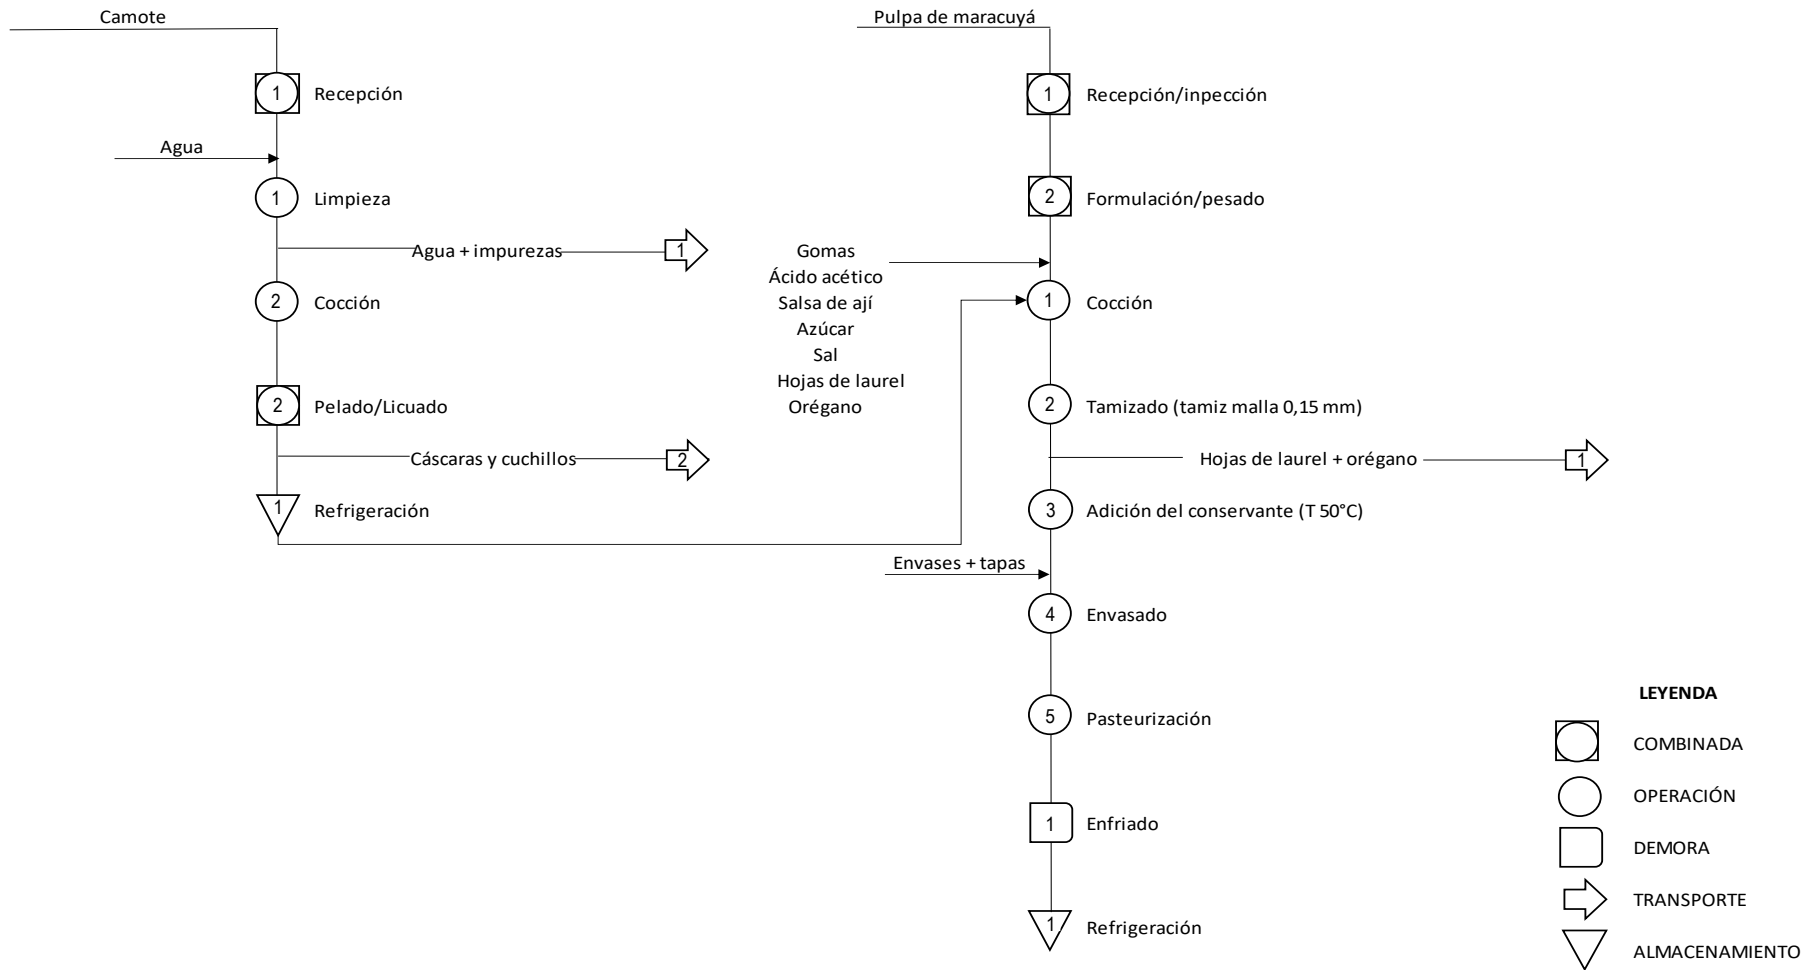 Camote
1 Recepción
Agua
1 Limpieza
Agua + impurezas 1
2 Cocción
2 Pelado/Licuado
Cáscaras y cuchillos 2
1 Refrigeración
Pulpa de maracuyá
1 Recepción/inpección
2 Formulación/pesado
Gomas
Ácido acético
Salsa de ají
Azúcar
Sal
Hojas de laurel
Orégano
1 Cocción
2 Tamizado (tamiz malla 0,15 mm)
Hojas de laurel + orégano 1
3 Adición del conservante (T 50°C)
Envases + tapas
4 Envasado
5 Pasteurización
1 Enfriado
1 Refrigeración
LEYENDA
COMBINADA
OPERACIÓN
DEMORA
TRANSPORTE
ALMACENAMIENTO